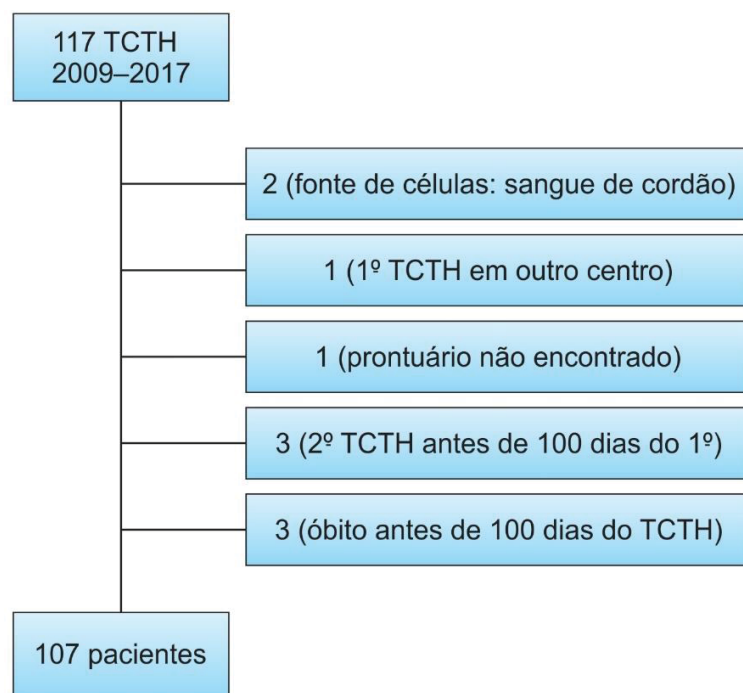 117 TCTH
2009–2017
2 (fonte de células: sangue de cordão)
1 (1º TCTH em outro centro)
1 (prontuário não encontrado)
3 (2º TCTH antes de 100 dias do 1º)
3 (óbito antes de 100 dias do TCTH)
107 pacientes